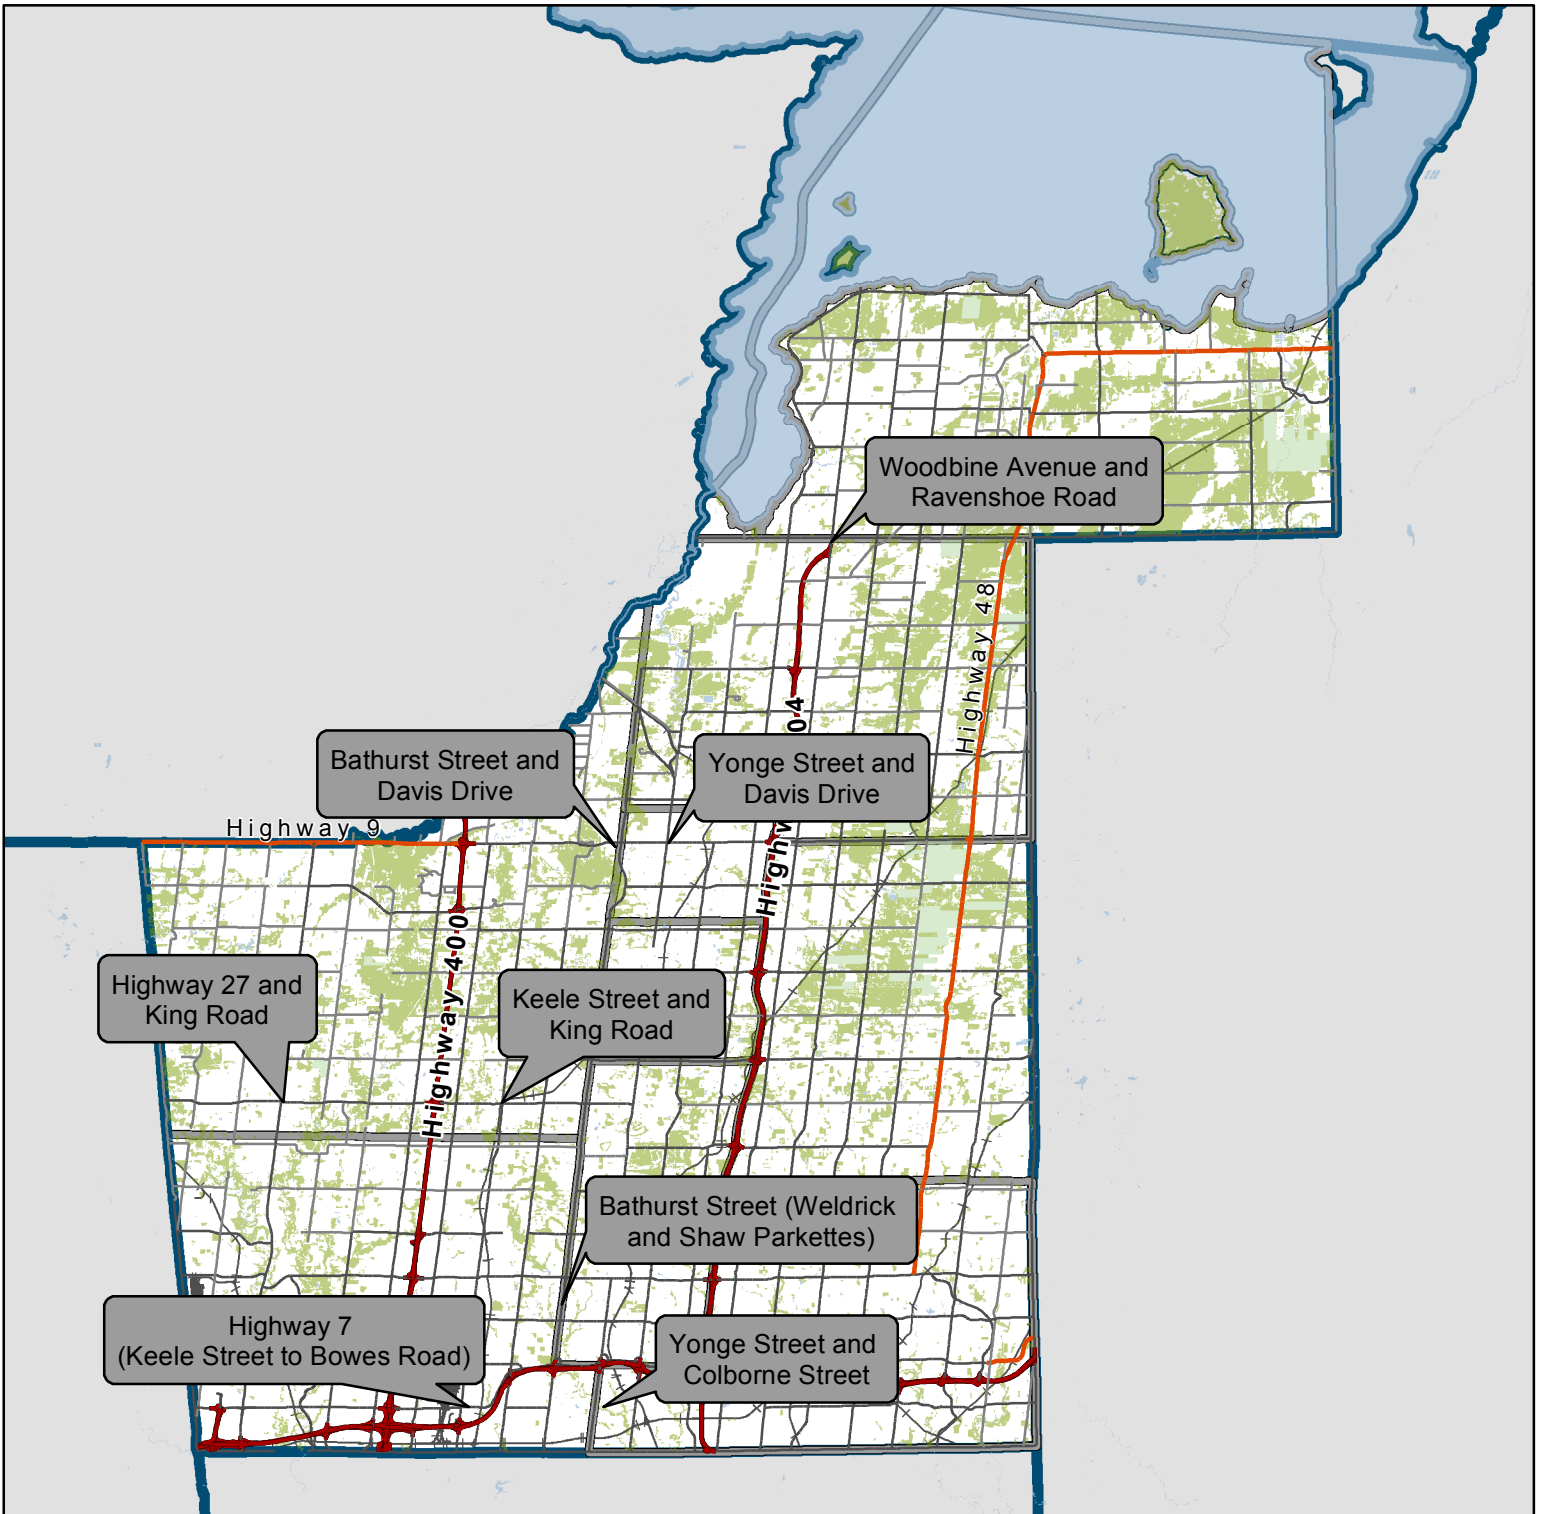 Woodbine Avenue and
Ravenshoe Road
Highway 48
04
Bathurst Street and
Davis Drive
Yonge Street and
Davis Drive
Highway 9
Highw
Highway 400
Highway 27 and
King Road
Keele Street and
King Road
Bathurst Street (Weldrick
and Shaw Parkettes)
Highway 7
(Keele Street to Bowes Road)
Yonge Street and
Colborne Street